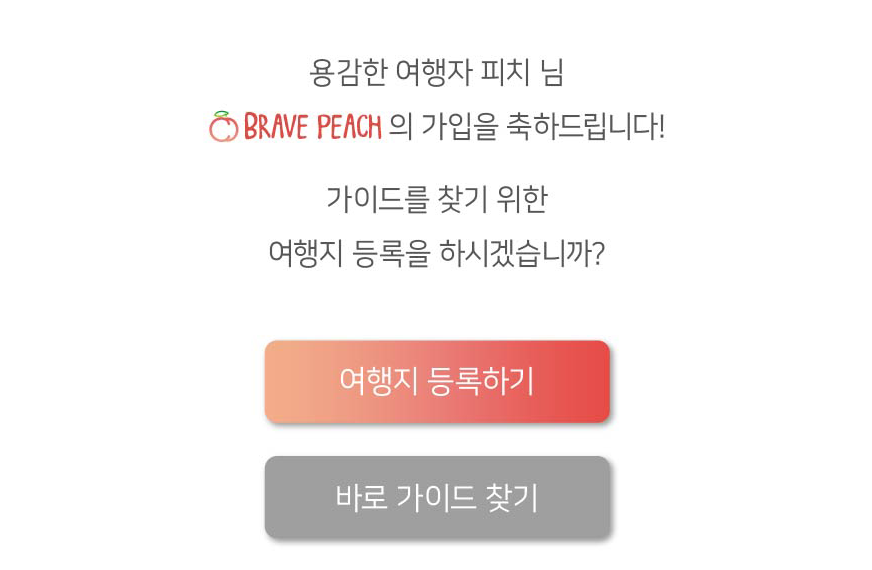 용감한 여행자 피치 님
BRAVE PEACH 의 가입을 축하드립니다!
가이드를 찾기 위한
여행지 등록을 하시겠습니까?
여행지 등록하기
바로 가이드 찾기